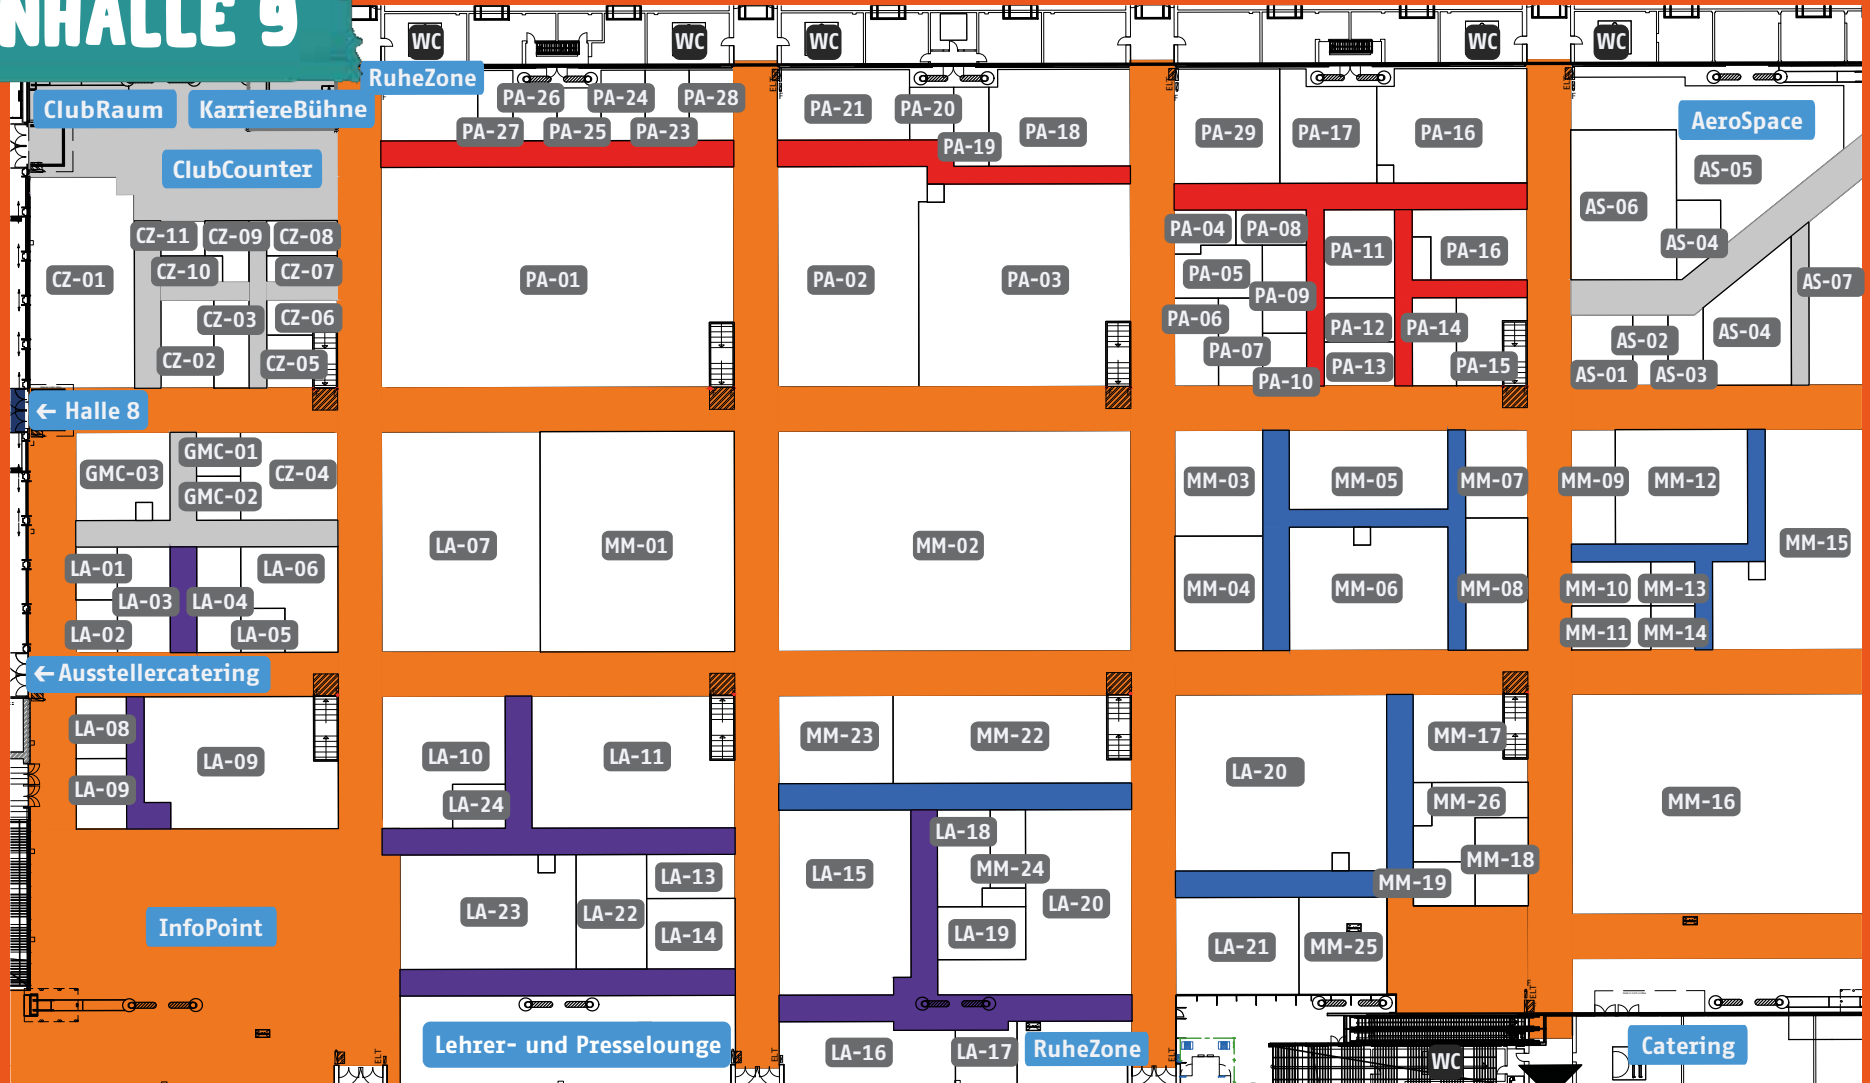 NHALLE 9
WC
WC
WC
WC
WC
RuheZone
ClubRaum
KarriereBühne
ClubCounter
PA-26
PA-24
PA-28
PA-27
PA-25
PA-23
PA-21
PA-20
PA-19
PA-18
PA-29
PA-17
PA-16
AeroSpace
AS-05
AS-06
AS-04
AS-07
CZ-01
CZ-11
CZ-09
CZ-08
CZ-10
CZ-07
CZ-03
CZ-06
CZ-02
CZ-05
PA-01
PA-02
PA-03
PA-04
PA-08
PA-11
PA-16
PA-05
PA-09
PA-06
PA-12
PA-14
PA-07
PA-13
PA-15
PA-10
AS-02
AS-04
AS-01
AS-03
← Halle 8
GMC-03
GMC-01
GMC-02
CZ-04
LA-01
LA-06
LA-03
LA-04
LA-02
LA-05
LA-07
MM-01
MM-02
MM-03
MM-05
MM-07
MM-04
MM-06
MM-08
MM-09
MM-12
MM-15
MM-10
MM-13
MM-11
MM-14
← Ausstellercatering
LA-08
LA-09
LA-09
LA-10
LA-11
LA-24
MM-23
MM-22
LA-20
MM-17
MM-26
MM-18
MM-19
MM-16
LA-18
MM-24
LA-15
LA-20
LA-19
LA-13
LA-23
LA-22
LA-14
LA-21
MM-25
InfoPoint
Lehrer- und Presselounge
LA-16
LA-17
RuheZone
WC
Catering
ELT
ELT
ELT
ELT
ELT
ELT
F
F
F
F